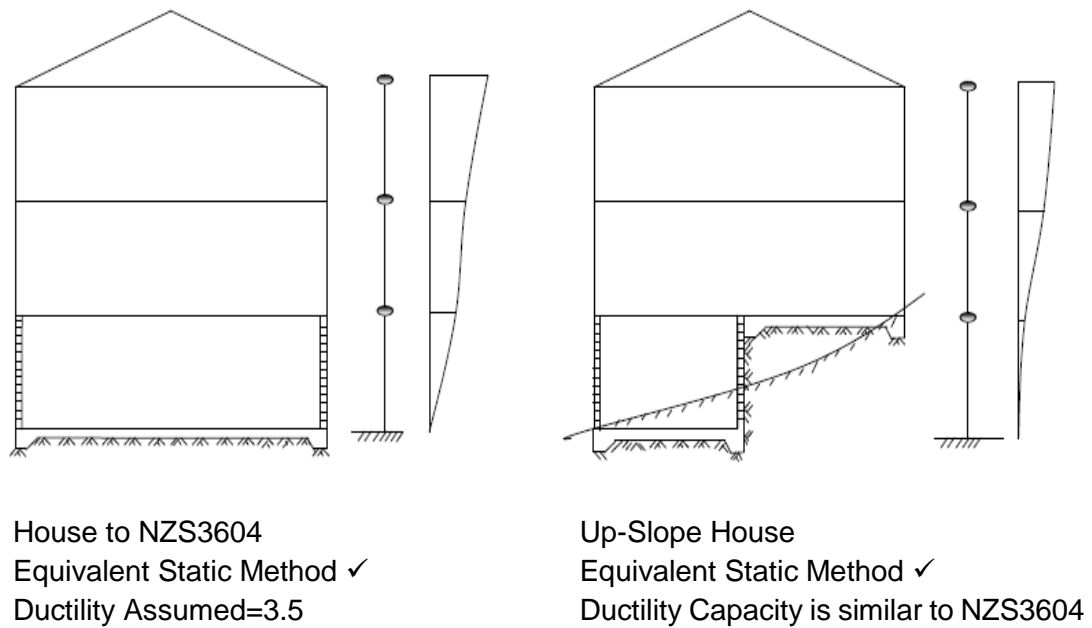 House to NZS3604
Equivalent Static Method ✓
Ductility Assumed=3.5
Up-Slope House
Equivalent Static Method ✓
Ductility Capacity is similar to NZS3604